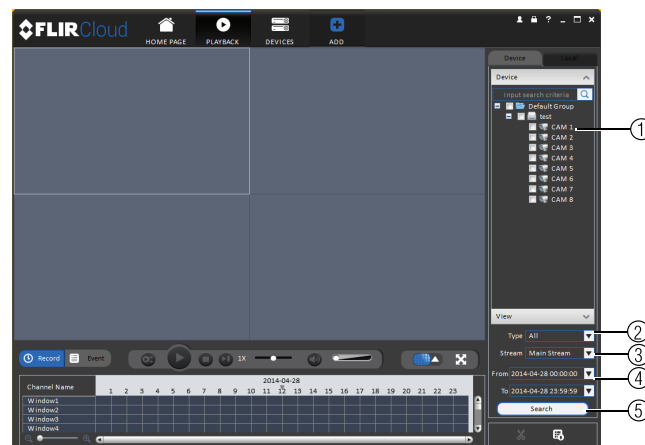 FLIR Cloud
HOME PAGE
PLAYBACK
DEVICES
ADD
?
Device
Local
Device
Input search criteria
Default Group
test
CAM 1
CAM 2
CAM 3
CAM 4
CAM 5
CAM 6
CAM 7
CAM 8
1
View
Type All
2
Stream Main Stream
3
From 2014-04-28 00:00:00
4
To 2014-04-28 23:59:59
Search
5
Record
Event
1X
2014-04-28
Channel Name
1 2 3 4 5 6 7 8 9 10 11 12 13 14 15 16 17 18 19 20 21 22 23
Window1
Window2
Window3
Window4